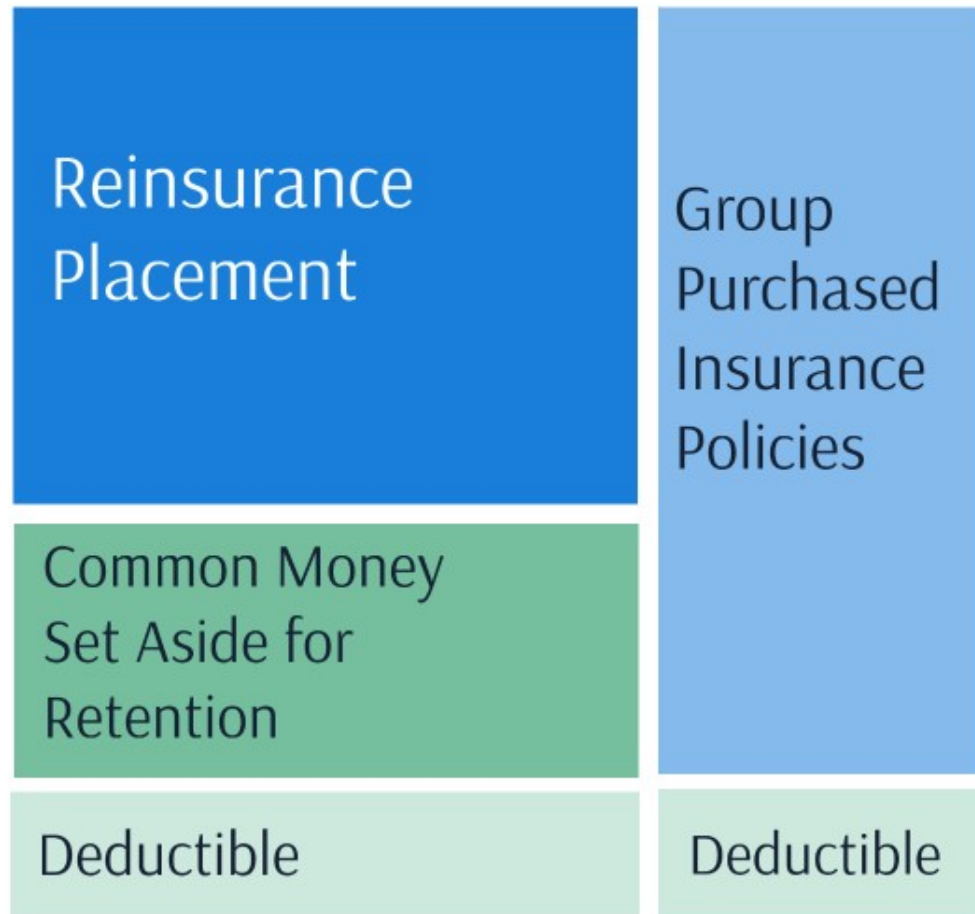 Reinsurance
Placement
Common Money
Set Aside for
Retention
Deductible
Group
Purchased
Insurance
Policies
Deductible